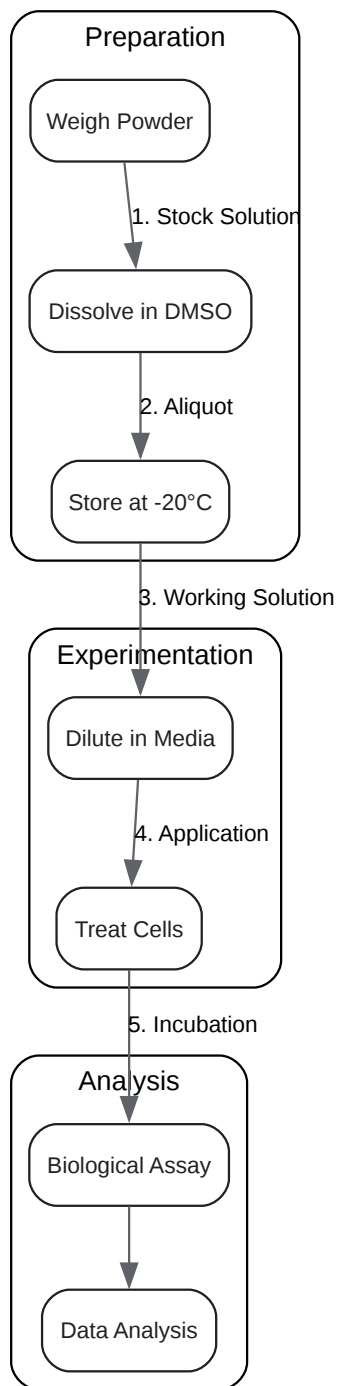 Preparation
Weigh Powder
1. Stock Solution
Dissolve in DMSO
2. Aliquot
Store at -20°C
3. Working Solution
Experimentation
Dilute in Media
4. Application
Treat Cells
5. Incubation
Analysis
Biological Assay
Data Analysis